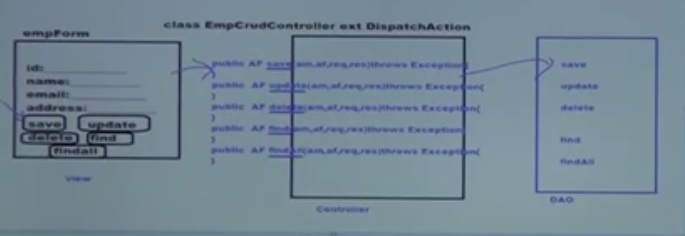 class EmpCrudController ext DispatchAction
empForm
id:
name:
email:
address:
save update
delete find
findall
view
public AF save(am,af,req,res)throws Exception{
public AF update(am,af,req,res)throws Exception{
}
public AF delete(am,af,req,res)throws Exception{
}
public AF find(am,af,req,res)throws Exception{
}
public AF findall(am,af,req,res)throws Exception{
}
Controller
save
update
delete
find
findAll
DAO